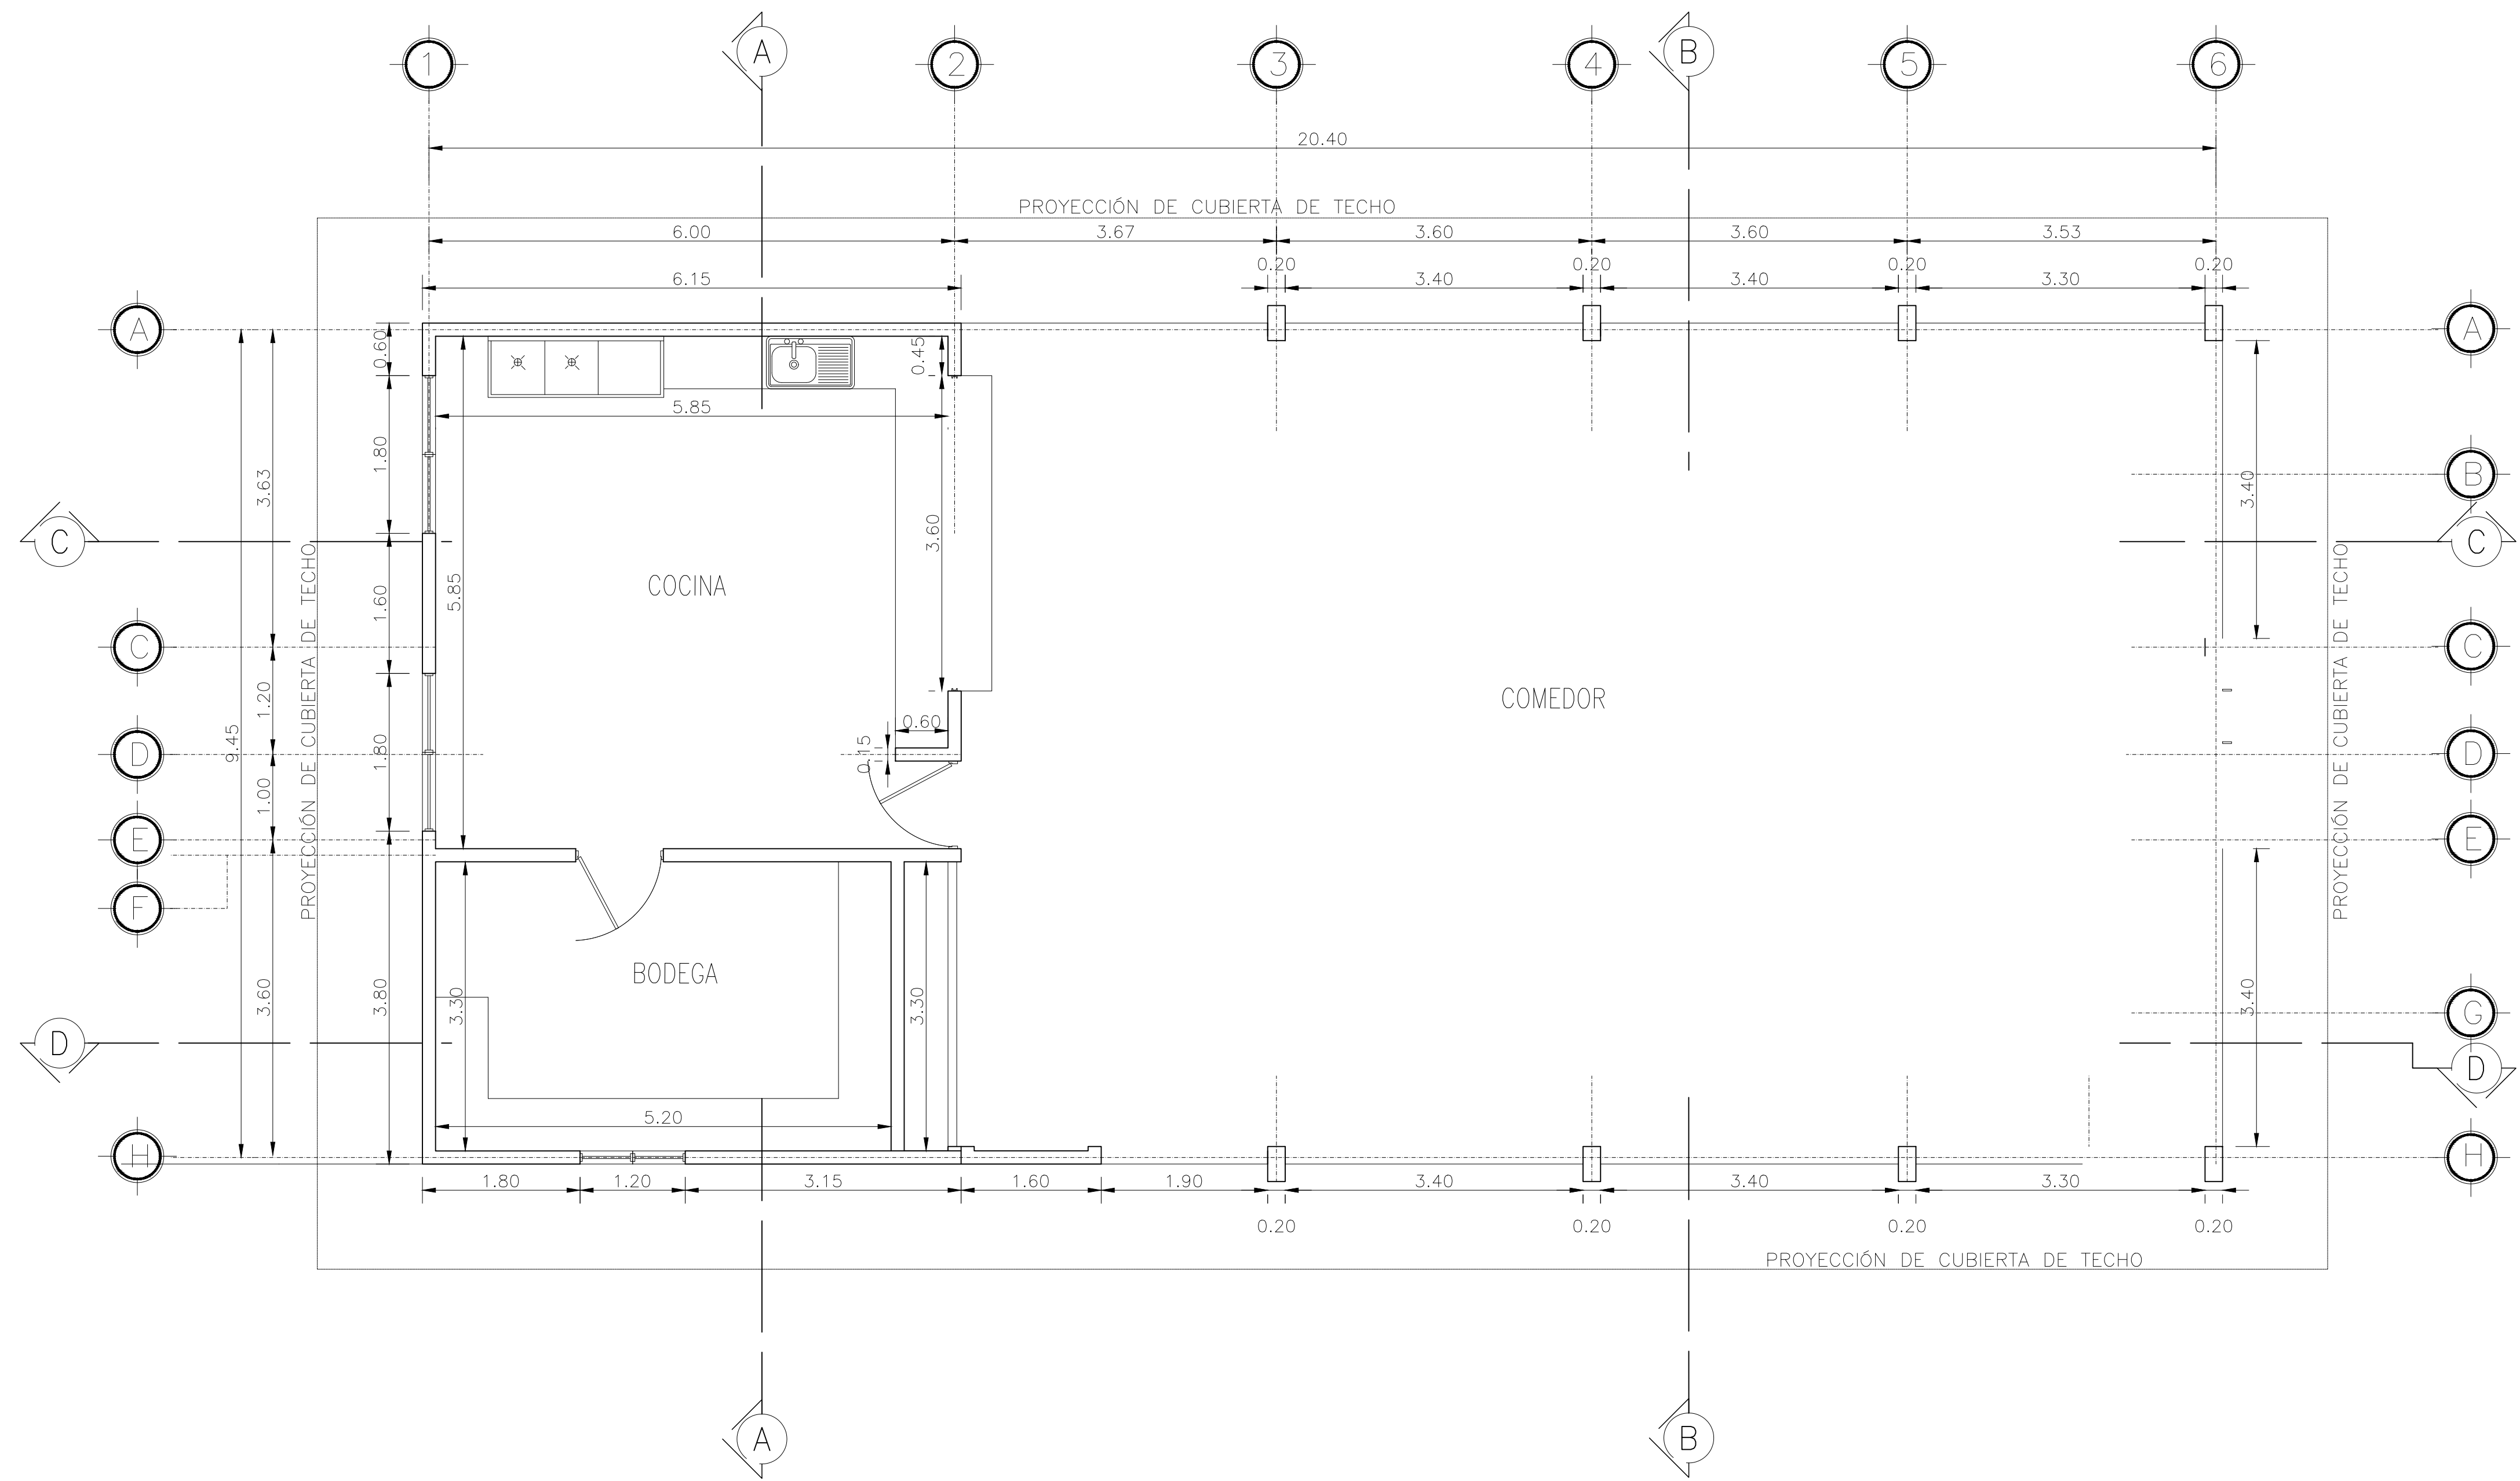 1 A 2 3 4 B 5 6
20.40
PROYECCIÓN DE CUBIERTA DE TECHO
6.00 3.67 3.60 3.60 3.53
0.20 0.20 0.20 0.20
6.15 3.40 3.40 3.30
A A
0.60
0.45
5.85
1.80
B
3.63
3.40
C C
3.60
PROYECCIÓN DE CUBIERTA DE TECHO
PROYECCIÓN DE CUBIERTA DE TECHO
5.85
COCINA
1.60
C C
1.20
COMEDOR
0.60
9.45
1.80
0.15
D D
1.00
E E
F
BODEGA
3.60
3.80
3.30
3.30
3.40
G
D D
5.20
H H
1.80 1.20 3.15 1.60 1.90 3.40 3.40 3.30
0.20 0.20 0.20 0.20
PROYECCIÓN DE CUBIERTA DE TECHO
A B